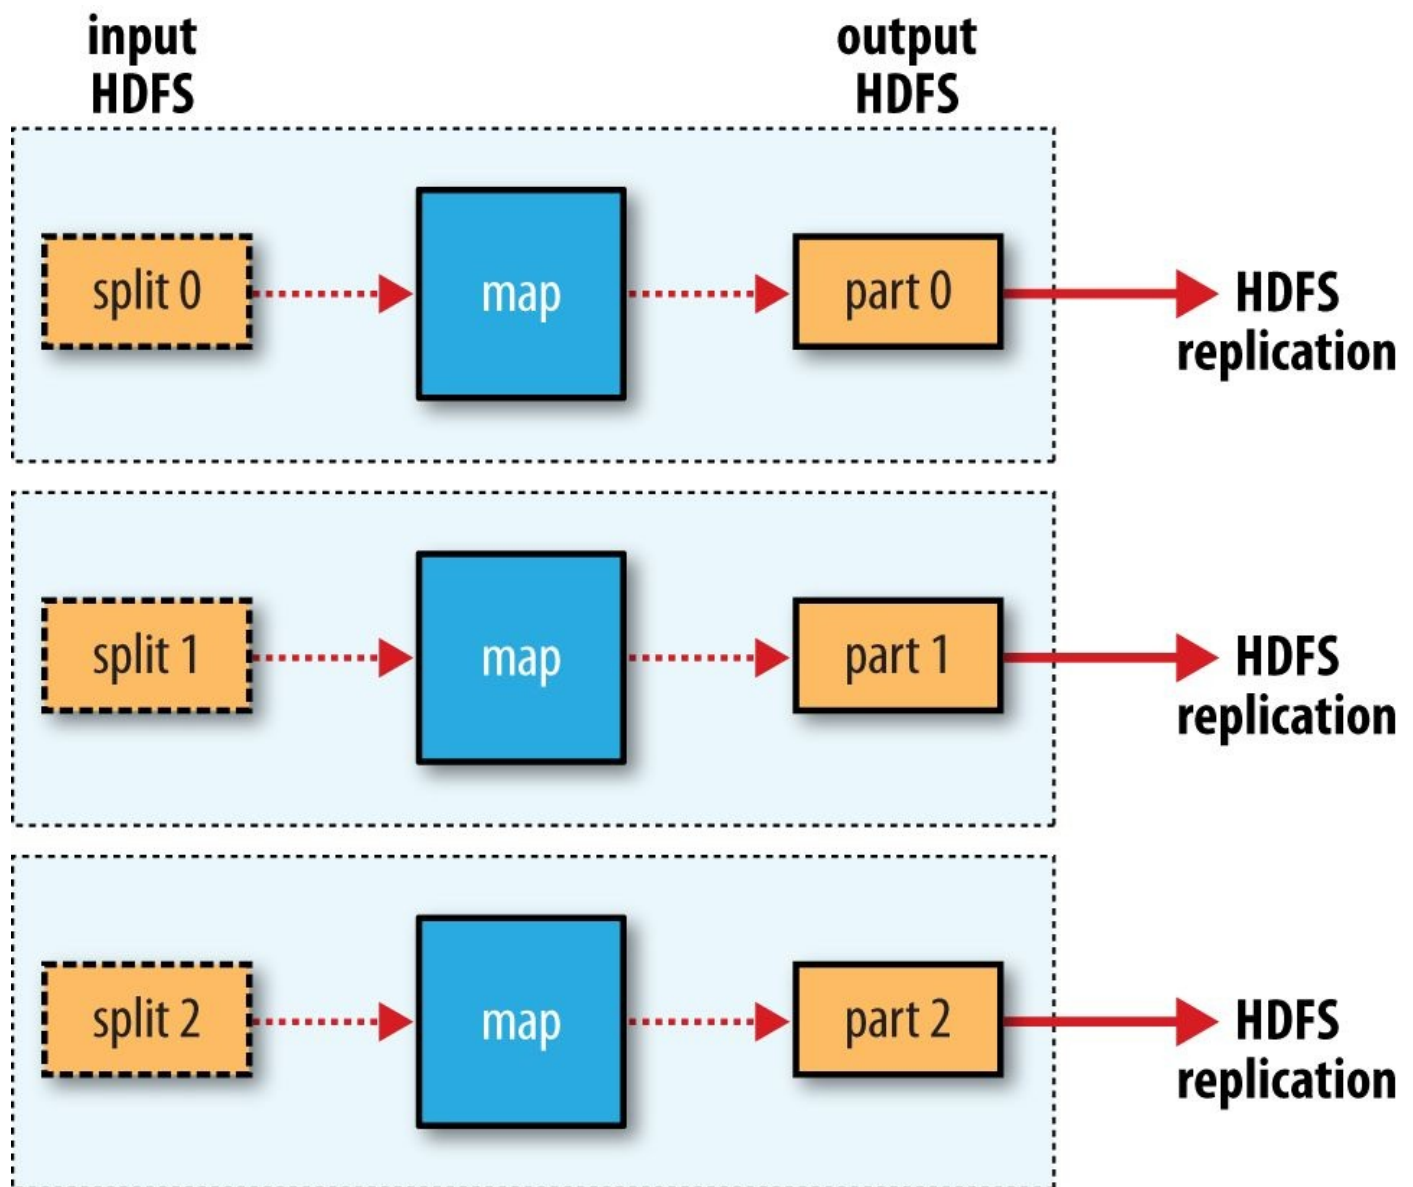 input
HDFS
output
HDFS
split 0
map
part 0
HDFS
replication
split 1
map
part 1
HDFS
replication
split 2
map
part 2
HDFS
replication